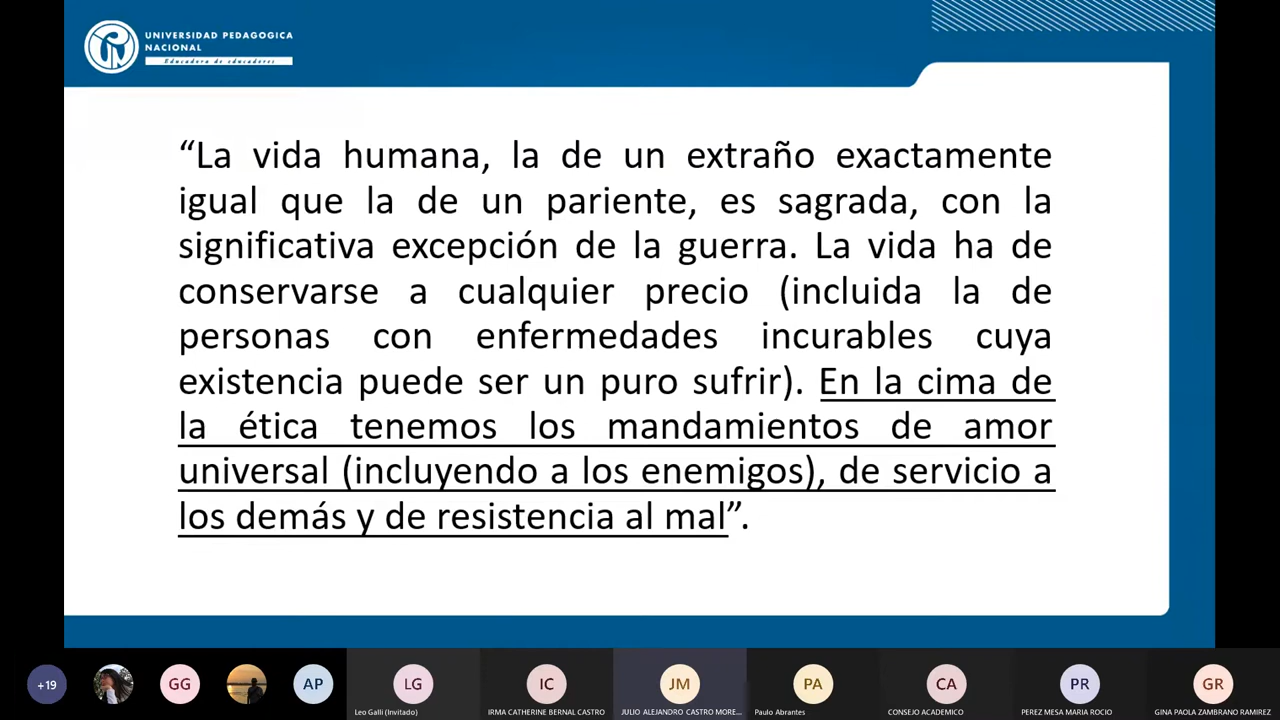 UNIVERSIDAD PEDAGOGICA
NACIONAL
Educadora de educadores
“La vida humana, la de un extraño exactamente
igual que la de un pariente, es sagrada, con la
significativa excepción de la guerra. La vida ha de
conservarse a cualquier precio (incluida la de
personas con enfermedades incurables cuya
existencia puede ser un puro sufrir). En la cima de
la ética tenemos los mandamientos de amor
universal (incluyendo a los enemigos), de servicio a
los demás y de resistencia al mal”.
+19
GG
AP
LG
IC
JM
PA
CA
PR
GR
Leo Galli (Invitado)
IRMA CATHERINE BERNAL CASTRO
JULIO ALEJANDRO CASTRO MORE...
Paulo Abrantes
CONSEJO ACADEMICO
PEREZ MESA MARIA ROCIO
GINA PAOLA ZAMBRANO RAMIREZ